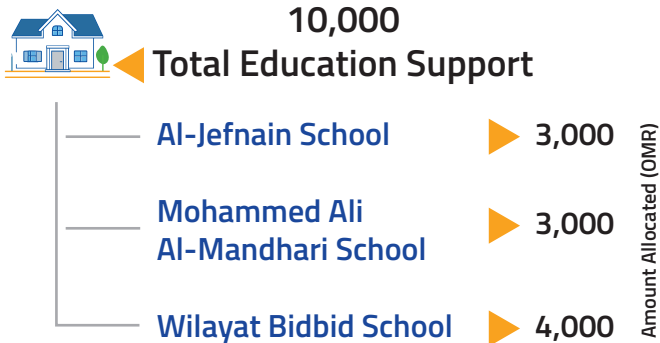 10,000
Total Education Support
Al-Jefnain School 3,000
Mohammed Ali
Al-Mandhari School 3,000
Wilayat Bidbid School 4,000
Amount Allocated (OMR)